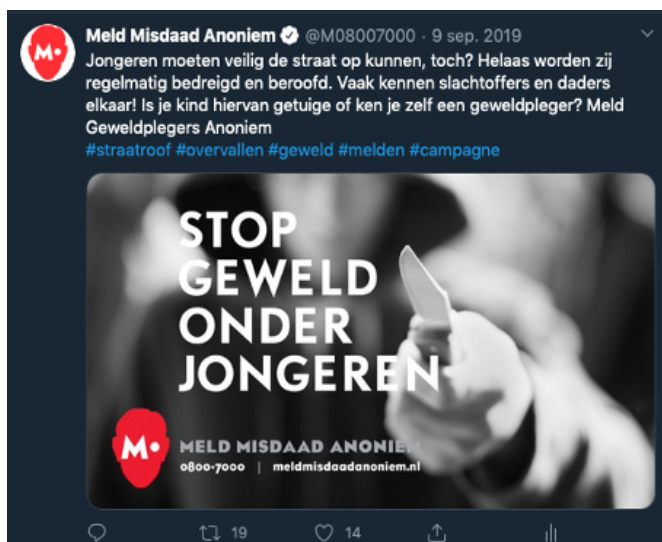 Meld Misdaad Anoniem @M08007000 · 9 sep. 2019
Jongeren moeten veilig de straat op kunnen, toch? Helaas worden zij
regelmatig bedreigd en beroofd. Vaak kennen slachtoffers en daders
elkaar! Is je kind hiervan getuige of ken je zelf een geweldpleger? Meld
Geweldplegers Anoniem
#straatroof #overvallen #geweld #melden #campagne
STOP
GEWELD
ONDER
JONGEREN
M•
MELD MISDAAD ANONIEM
0800-7000 | meldmisdaadanoniem.nl
19 14